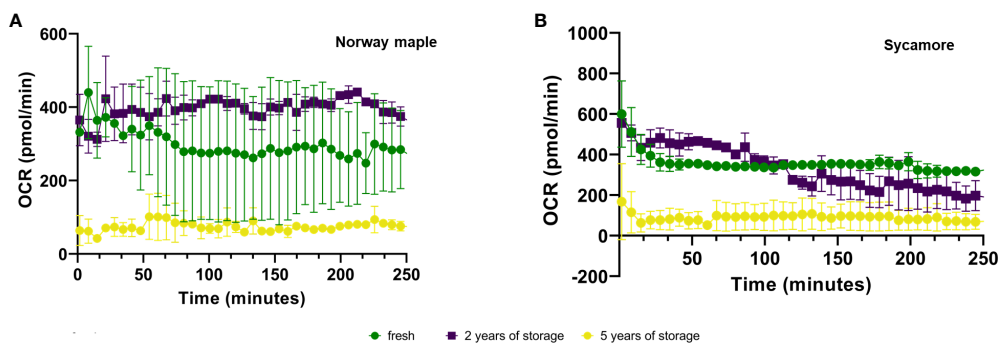 A
Norway maple
OCR (pmol/min)
600
400
200
0
0 50 100 150 200 250
Time (minutes)
B
Sycamore
OCR (pmol/min)
1000
800
600
400
200
0
-200
50 100 150 200 250
Time (minutes)
fresh 2 years of storage 5 years of storage